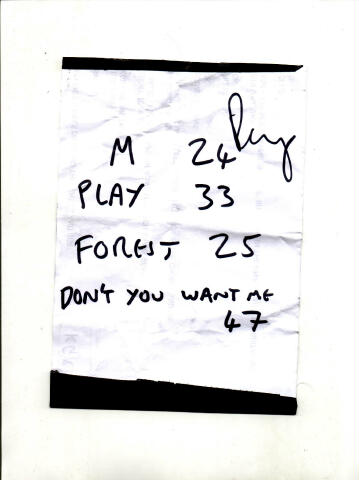 M 24
PLAY 33
FOREST 25
DON'T YOU WANT ME
47